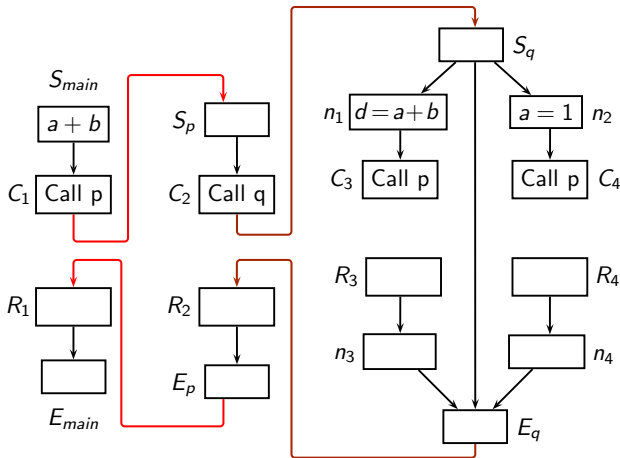 S_q
S_main
n_1 d = a + b
a = 1 n_2
a + b
S_p
C_1 Call p
C_2 Call q
C_3 Call p
Call p C_4
R_1
R_2
R_3
R_4
n_3
n_4
E_p
E_main
E_q